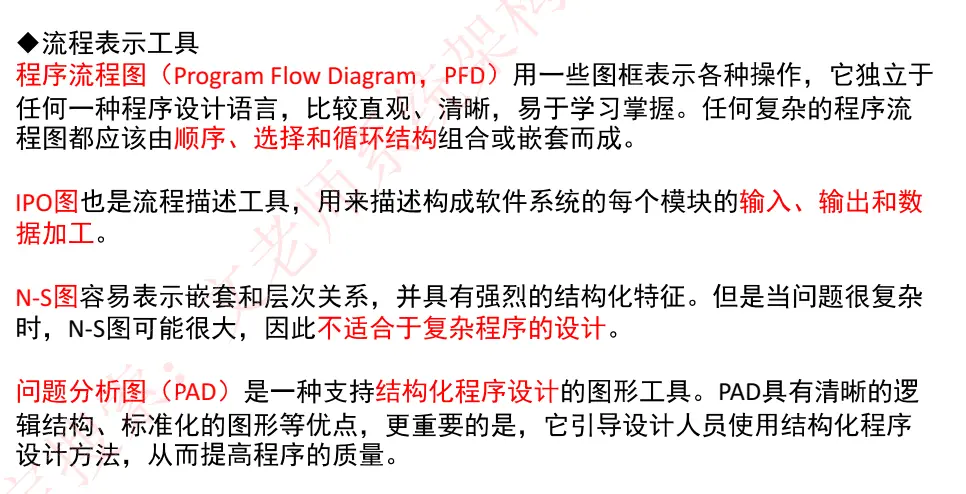 ◆流程表示工具
程序流程图（Program Flow Diagram，PFD）用一些图框表示各种操作，它独立于
任何一种程序设计语言，比较直观、清晰，易于学习掌握。任何复杂的程序流
程图都应该由顺序、选择和循环结构组合或嵌套而成。
IPO图也是流程描述工具，用来描述构成软件系统的每个模块的输入、输出和数
据加工。
N-S图容易表示嵌套和层次关系，并具有强烈的结构化特征。但是当问题很复杂
时，N-S图可能很大，因此不适合于复杂程序的设计。
问题分析图（PAD）是一种支持结构化程序设计的图形工具。PAD具有清晰的逻
辑结构、标准化的图形等优点，更重要的是，它引导设计人员使用结构化程序
设计方法，从而提高程序的质量。
文老师系统架构